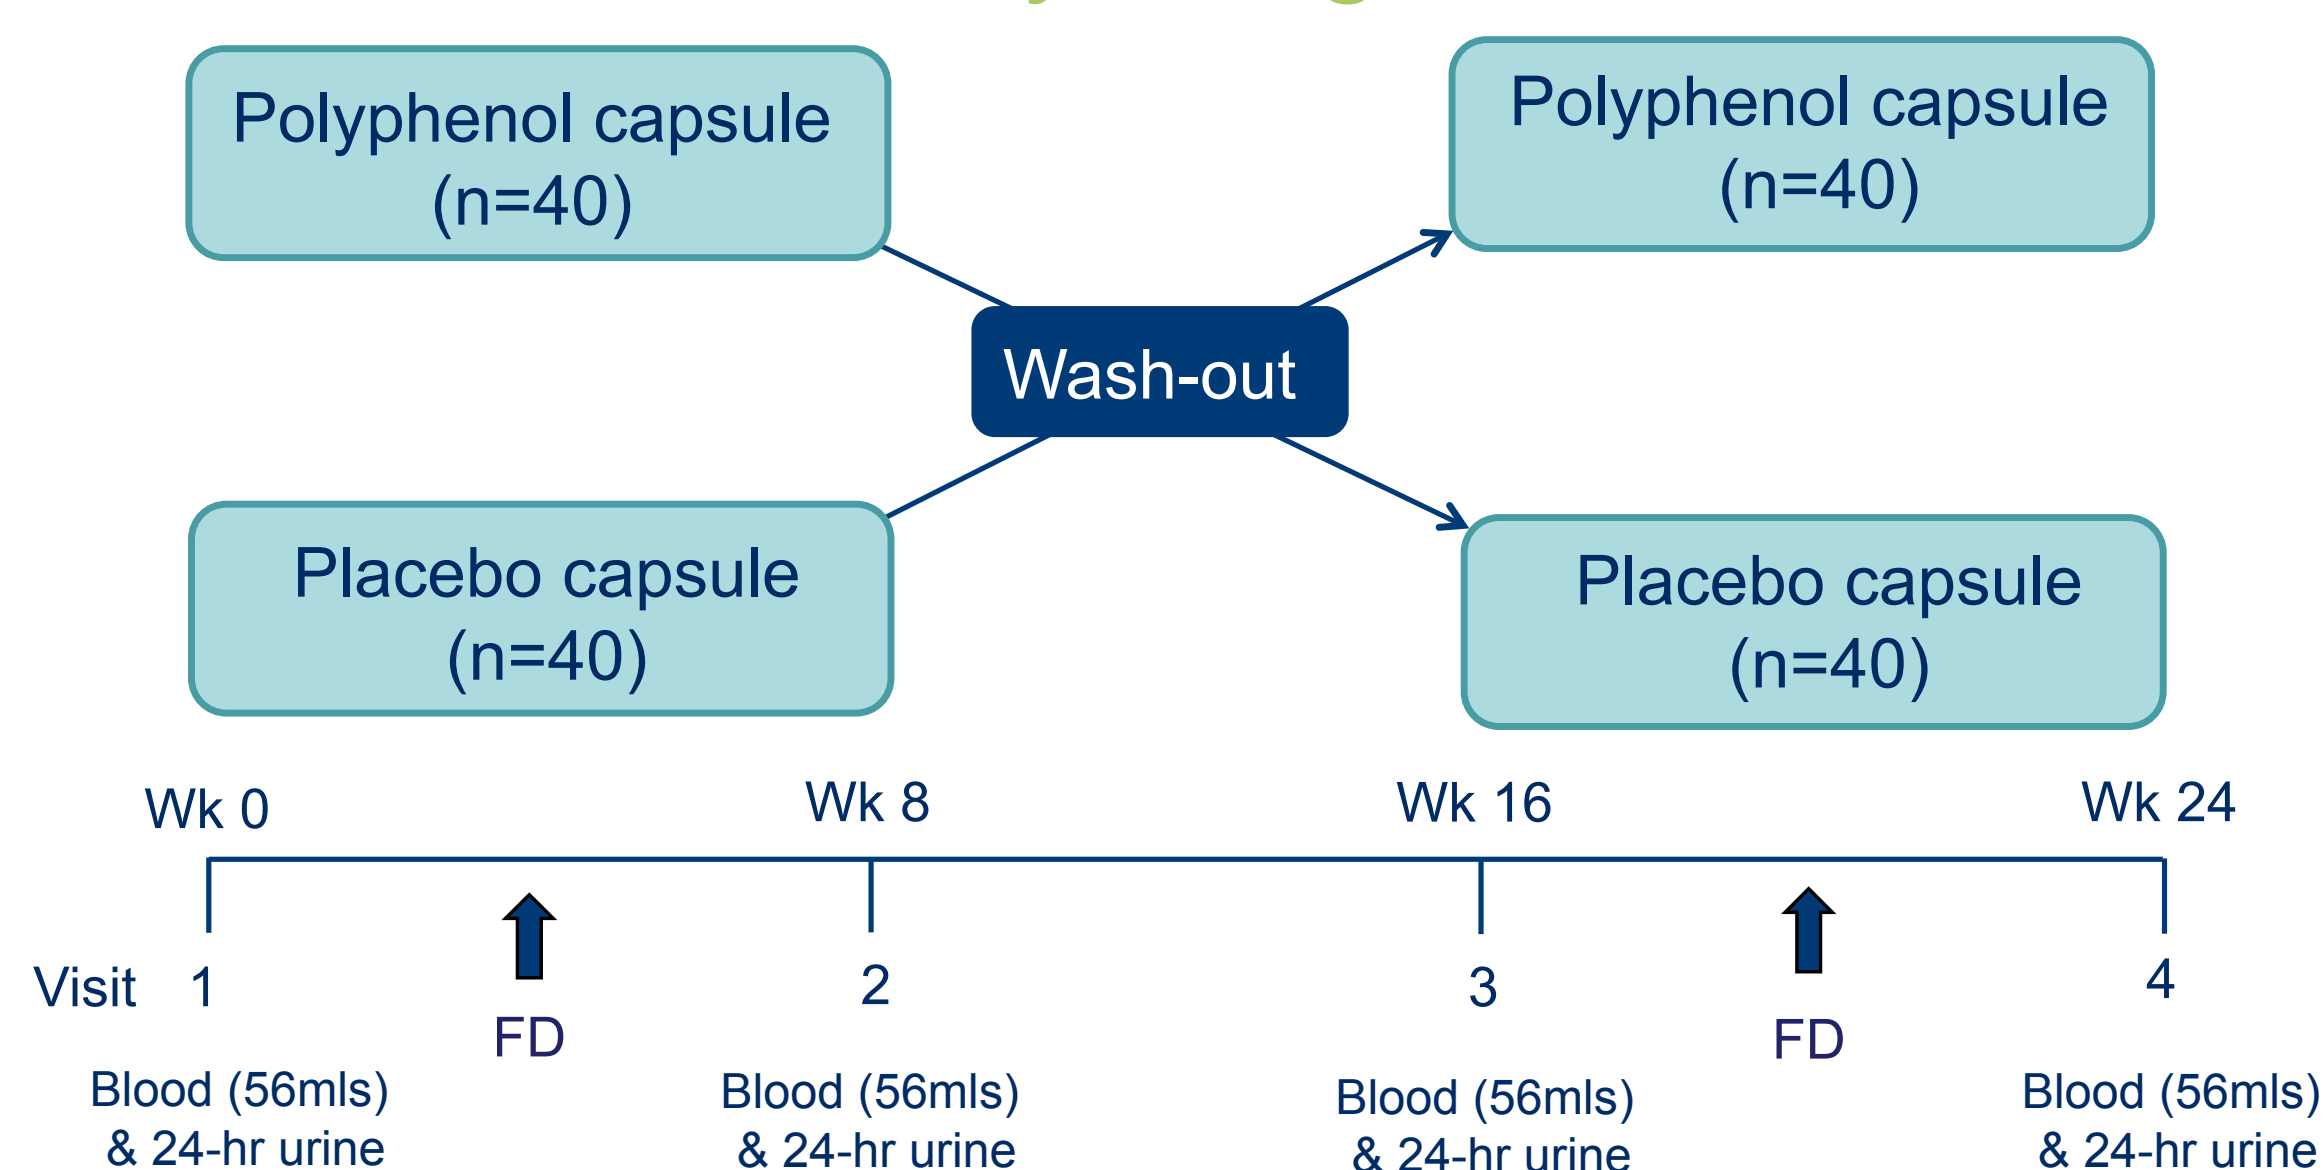 Polyphenol capsule
(n=40)
Polyphenol capsule
(n=40)
Wash-out
Placebo capsule
(n=40)
Placebo capsule
(n=40)
Wk 0
Wk 8
Wk 16
Wk 24
Visit 1
2
3
4
FD
FD
Blood (56mls)
& 24-hr urine
Blood (56mls)
& 24-hr urine
Blood (56mls)
& 24-hr urine
Blood (56mls)
& 24-hr urine